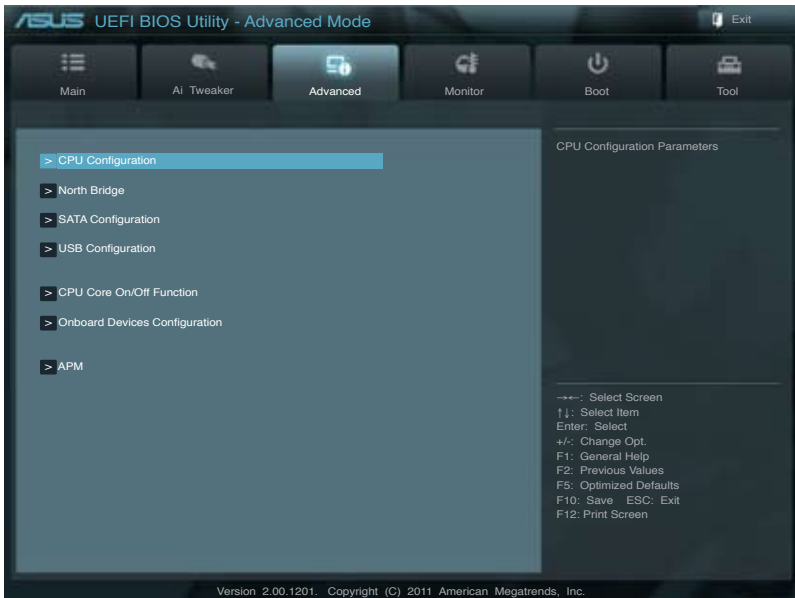 ASUS UEFI BIOS Utility - Advanced Mode
Exit
Main
Ai Tweaker
Advanced
Monitor
Boot
Tool
> CPU Configuration
> North Bridge
> SATA Configuration
> USB Configuration
> CPU Core On/Off Function
> Onboard Devices Configuration
> APM
CPU Configuration Parameters
→←: Select Screen
↑↓: Select Item
Enter: Select
+/-: Change Opt.
F1: General Help
F2: Previous Values
F5: Optimized Defaults
F10: Save ESC: Exit
F12: Print Screen
Version 2.00.1201. Copyright (C) 2011 American Megatrends, Inc.